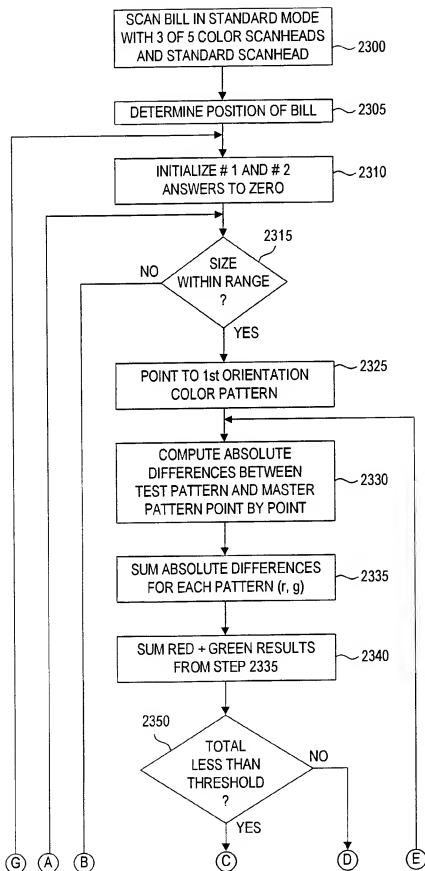 SCAN BILL IN STANDARD MODE
WITH 3 OF 5 COLOR SCANHEADS
AND STANDARD SCANHEAD
2300
DETERMINE POSITION OF BILL
2305
INITIALIZE # 1 AND # 2
ANSWERS TO ZERO
2310
2315
NO
SIZE
WITHIN RANGE
?
YES
POINT TO 1st ORIENTATION
COLOR PATTERN
2325
COMPUTE ABSOLUTE
DIFFERENCES BETWEEN
TEST PATTERN AND MASTER
PATTERN POINT BY POINT
2330
SUM ABSOLUTE DIFFERENCES
FOR EACH PATTERN (r, g)
2335
SUM RED + GREEN RESULTS
FROM STEP 2335
2340
2350
TOTAL
LESS THAN
THRESHOLD
?
NO
YES
G A B C D E